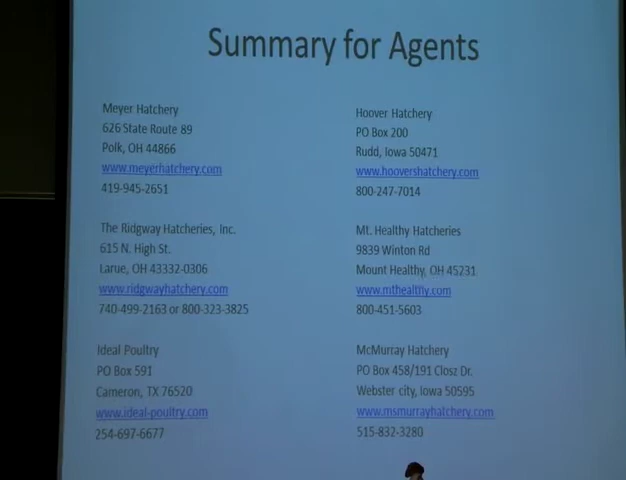 Summary for Agents
Meyer Hatchery
626 State Route 89
Polk, OH 44866
www.meyerhatchery.com
419-945-2651
Hoover Hatchery
PO Box 200
Rudd, Iowa 50471
www.hoovershatchery.com
800-247-7014
The Ridgway Hatcheries, Inc.
615 N. High St.
Larue, OH 43332-0306
www.ridgwayhatchery.com
740-499-2163 or 800-323-3825
Mt. Healthy Hatcheries
9839 Winton Rd
Mount Healthy, OH 45231
www.mthealthy.com
800-451-5603
Ideal Poultry
PO Box 591
Cameron, TX 76520
www.ideal-poultry.com
254-697-6677
McMurray Hatchery
PO Box 458/191 Closz Dr.
Webster city, Iowa 50595
www.msmurrayhatchery.com
515-832-3280